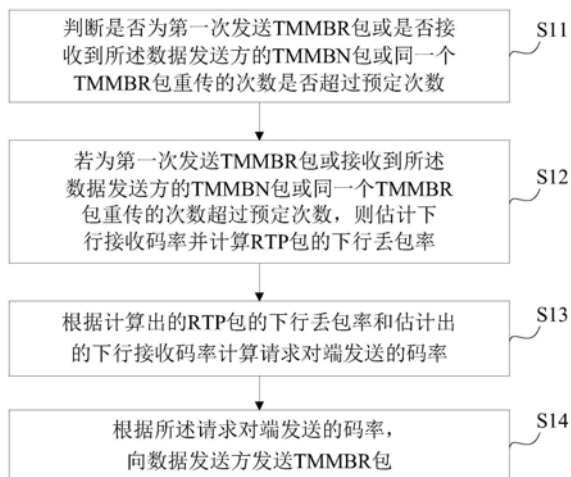 判断是否为第一次发送TMMBR包或是否接
收到所述数据发送方的TMMBN包或同一个
TMMBR包重传的次数是否超过预定次数
S11
若为第一次发送TMMBR包或接收到所述
数据发送方的TMMBN包或同一个TMMBR
包重传的次数超过预定次数，则估计下
行接收码率并计算RTP包的下行丢包率
S12
根据计算出的RTP包的下行丢包率和估计出
的下行接收码率计算请求对端发送的码率
S13
根据所述请求对端发送的码率，
向数据发送方发送TMMBR包
S14